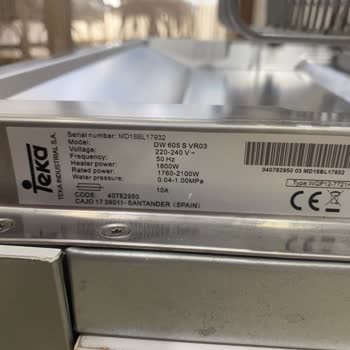 Teka
TEKA INDUSTRIAL S.A.
Serial number: MD18BL17932
Model: DW 605 S VR03
Voltage: 220-240 V~
Frequency: 50 Hz
Heater power: 1800W
Rated power: 1760-2100W
Water pressure: 0.04-1.00MPa
10A
CODE: 40782950
CAJO 17 39011- SANTANDER (SPAIN)
040782950 03 MD18BL17932
CE